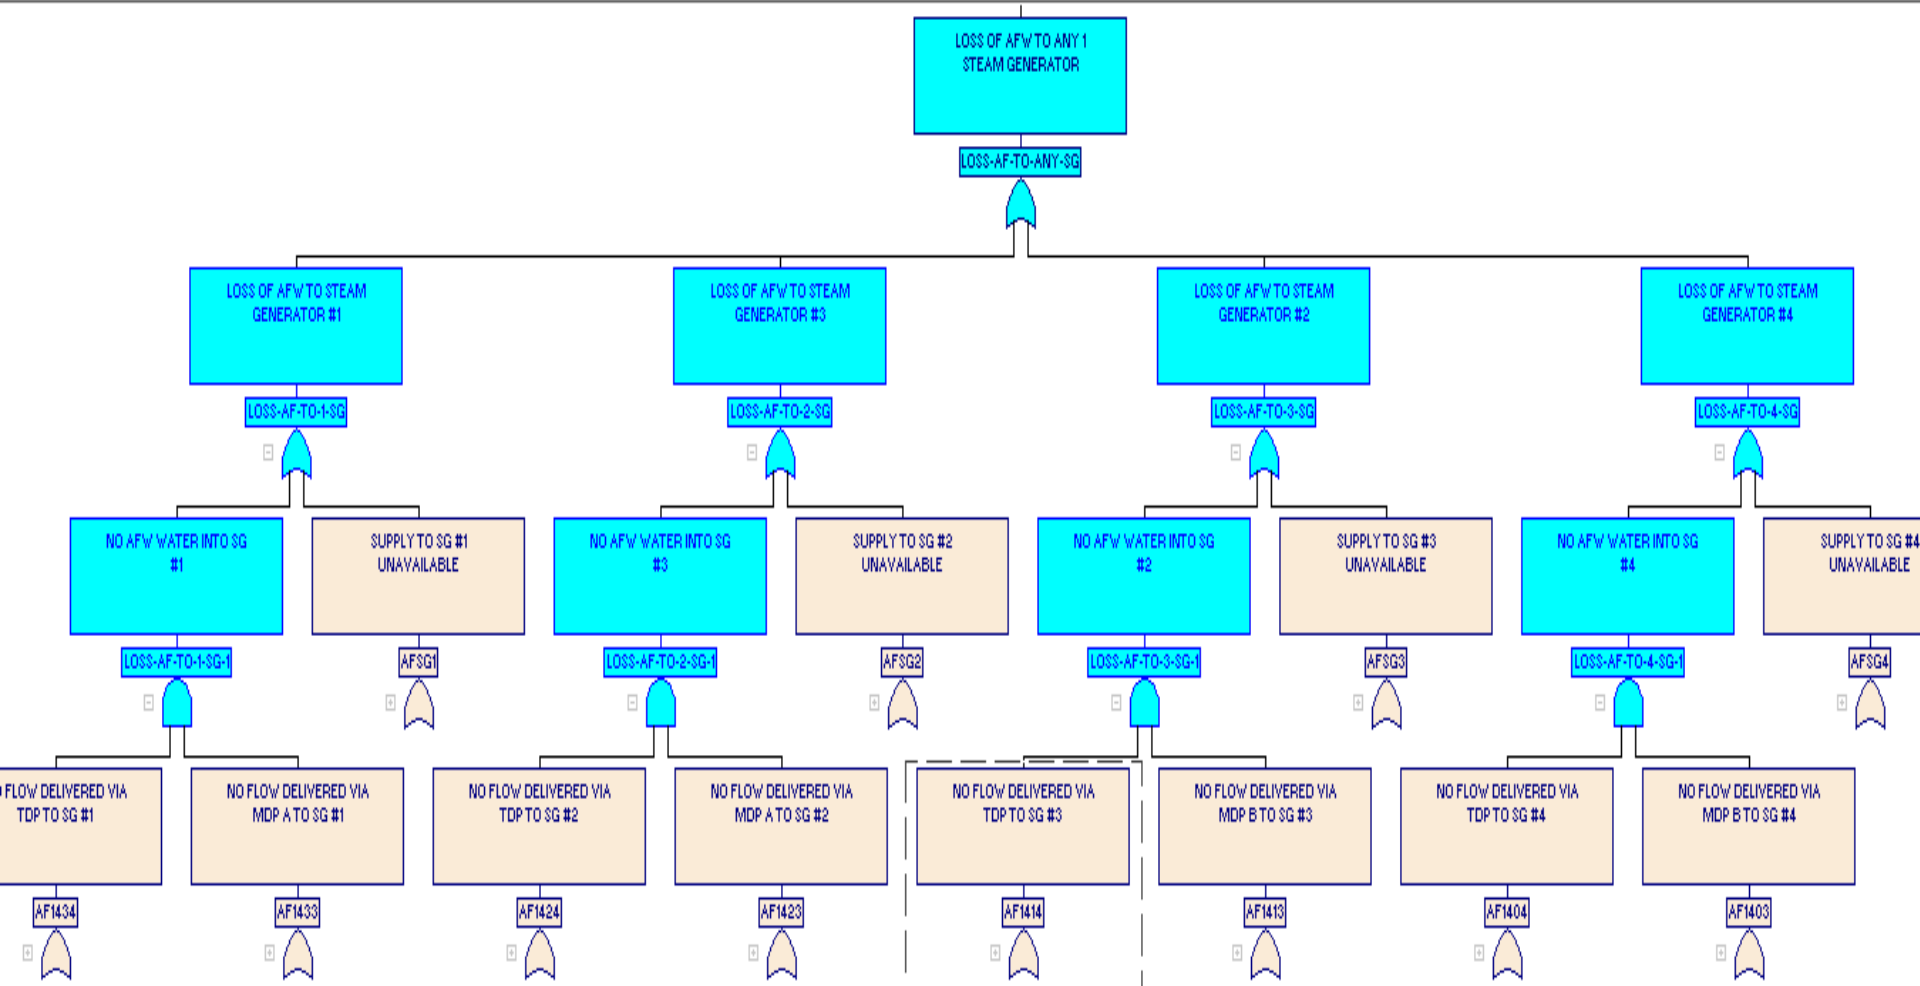 LOSS OF AFW TO ANY 1
STEAM GENERATOR
LOSS-AF-TO-ANY-SG
LOSS OF AFW TO STEAM
GENERATOR #1
LOSS OF AFW TO STEAM
GENERATOR #3
LOSS OF AFW TO STEAM
GENERATOR #2
LOSS OF AFW TO STEAM
GENERATOR #4
LOSS-AF-TO-1-SG
LOSS-AF-TO-2-SG
LOSS-AF-TO-3-SG
LOSS-AF-TO-4-SG
NO AFW WATER INTO SG
#1
SUPPLY TO SG #1
UNAVAILABLE
NO AFW WATER INTO SG
#3
SUPPLY TO SG #2
UNAVAILABLE
NO AFW WATER INTO SG
#2
SUPPLY TO SG #3
UNAVAILABLE
NO AFW WATER INTO SG
#4
SUPPLY TO SG #4
UNAVAILABLE
LOSS-AF-TO-1-SG-1
AFSG1
LOSS-AF-TO-2-SG-1
AFSG2
LOSS-AF-TO-3-SG-1
AFSG3
LOSS-AF-TO-4-SG-1
AFSG4
FLOW DELIVERED VIA
TDP TO SG #1
NO FLOW DELIVERED VIA
MDP A TO SG #1
NO FLOW DELIVERED VIA
TDP TO SG #2
NO FLOW DELIVERED VIA
MDP A TO SG #2
NO FLOW DELIVERED VIA
TDP TO SG #3
NO FLOW DELIVERED VIA
MDP B TO SG #3
NO FLOW DELIVERED VIA
TDP TO SG #4
NO FLOW DELIVERED VIA
MDP B TO SG #4
AF1434
AF1433
AF1424
AF1423
AF1414
AF1413
AF1404
AF1403